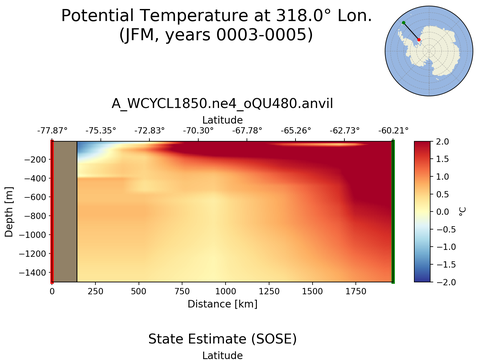 Potential Temperature at 318.0° Lon.
(JFM, years 0003-0005)
A_WCYCL1850.ne4_oQU480.anvil
Latitude
-77.87° -75.35° -72.83° -70.30° -67.78° -65.26° -62.73° -60.21°
Depth [m]
−200
−400
−600
−800
−1000
−1200
−1400
0 250 500 750 1000 1250 1500 1750
Distance [km]
2.0
1.5
1.0
0.5
0.0
−0.5
−1.0
−1.5
−2.0
°C
State Estimate (SOSE)
Latitude